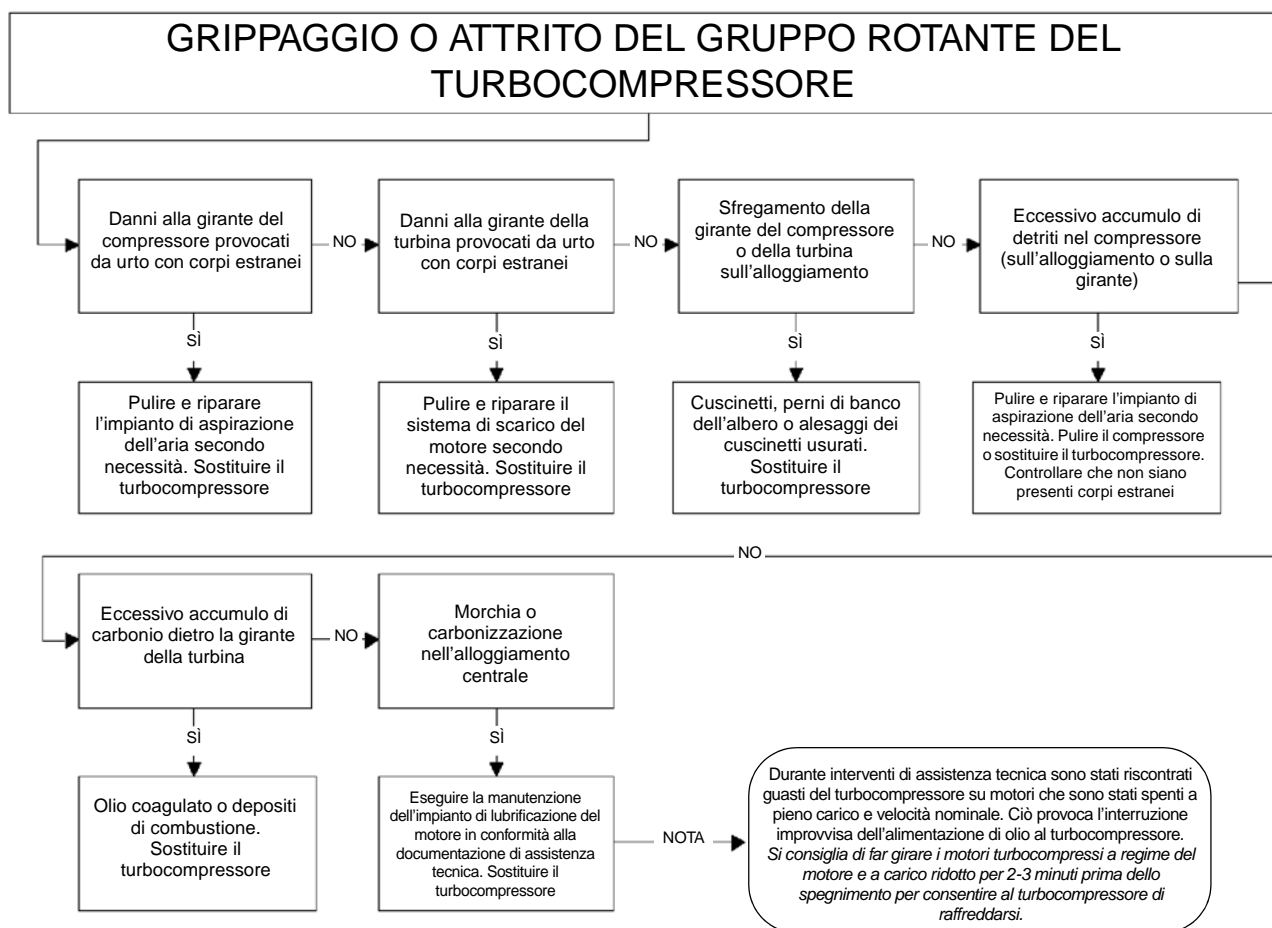 GRIPPAGGIO O ATTRITO DEL GRUPPO ROTANTE DEL
TURBOCOMPRESSORE
Danni alla girante del
compressore provocati
da urto con corpi estranei
NO
Danni alla girante della
turbina provocati da urto
con corpi estranei
NO
Sfregamento della
girante del compressore
o della turbina
sull'alloggiamento
NO
Eccessivo accumulo di
detriti nel compressore
(sull'alloggiamento o sulla
girante)
SÌ
SÌ
SÌ
SÌ
Pulire e riparare
l'impianto di aspirazione
dell'aria secondo
necessità. Sostituire il
turbocompressore
Pulire e riparare il
sistema di scarico del
motore secondo
necessità. Sostituire il
turbocompressore
Cuscinetti, perni di banco
dell'albero o alesaggi dei
cuscinetti usurati.
Sostituire il
turbocompressore
Pulire e riparare l'impianto di
aspirazione dell'aria secondo
necessità. Pulire il compressore
o sostituire il turbocompressore.
Controllare che non siano
presenti corpi estranei
NO
Eccessivo accumulo di
carbonio dietro la girante
della turbina
NO
Morchia o
carbonizzazione
nell'alloggiamento
centrale
SÌ
SÌ
Olio coagulato o depositi
di combustione.
Sostituire il
turbocompressore
Eseguire la manutenzione
dell'impianto di lubrificazione del
motore in conformità alla
documentazione di assistenza
tecnica. Sostituire il
turbocompressore
NOTA
Durante interventi di assistenza tecnica sono stati riscontrati
guasti del turbocompressore su motori che sono stati spenti a
pieno carico e velocità nominale. Ciò provoca l'interruzione
improvvisa dell'alimentazione di olio al turbocompressore.
Si consiglia di far girare i motori turbocompressi a regime del
motore e a carico ridotto per 2-3 minuti prima dello
spegnimento per consentire al turbocompressore di
raffreddarsi.